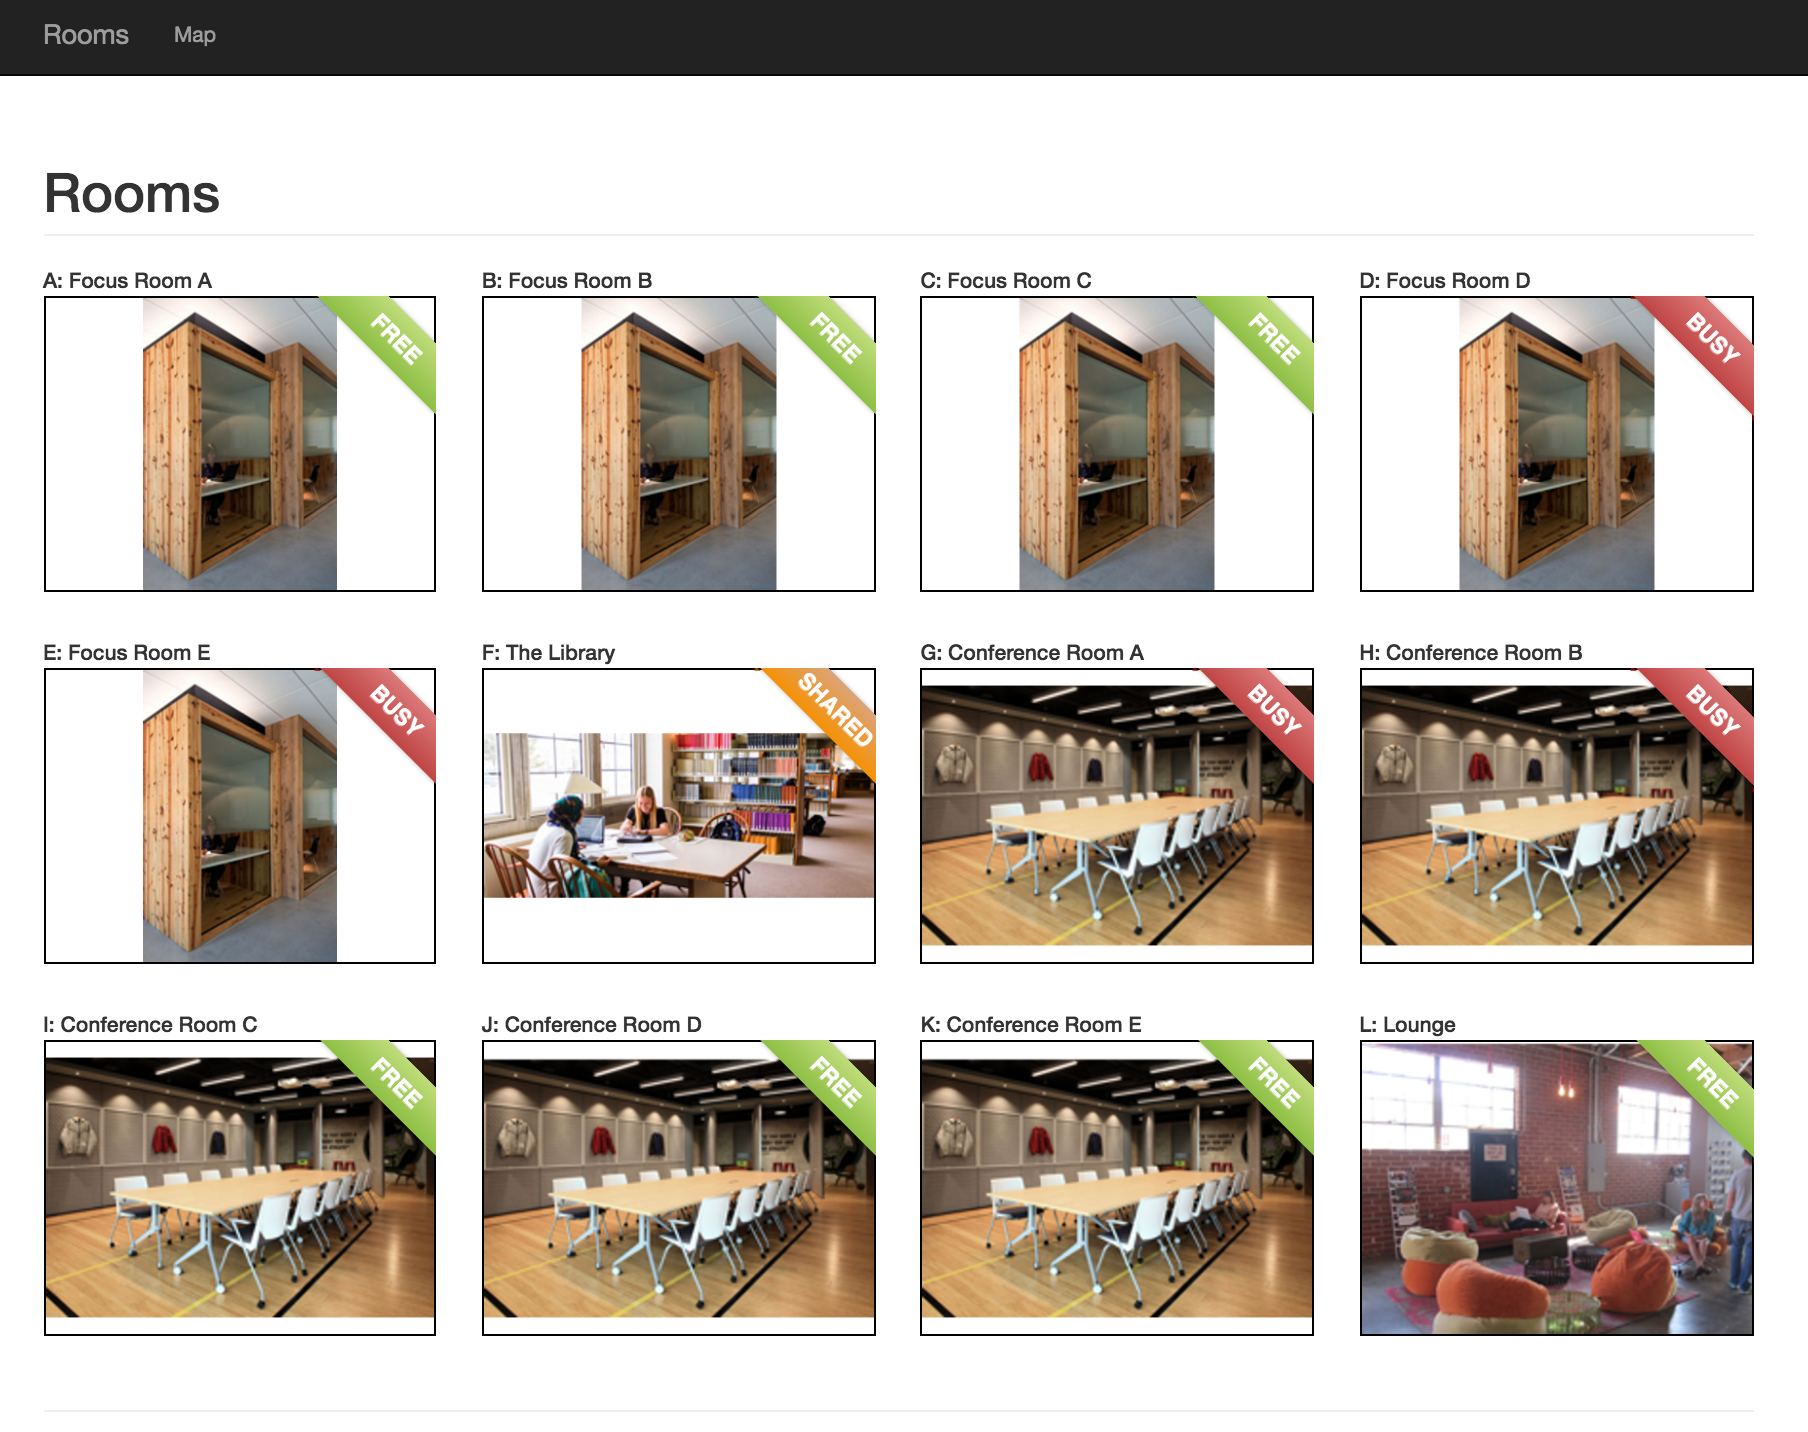 Rooms Map
Rooms
A: Focus Room A
FREE
B: Focus Room B
FREE
C: Focus Room C
FREE
D: Focus Room D
BUSY
E: Focus Room E
BUSY
F: The Library
SHARED
G: Conference Room A
BUSY
H: Conference Room B
BUSY
I: Conference Room C
FREE
J: Conference Room D
FREE
K: Conference Room E
FREE
L: Lounge
FREE